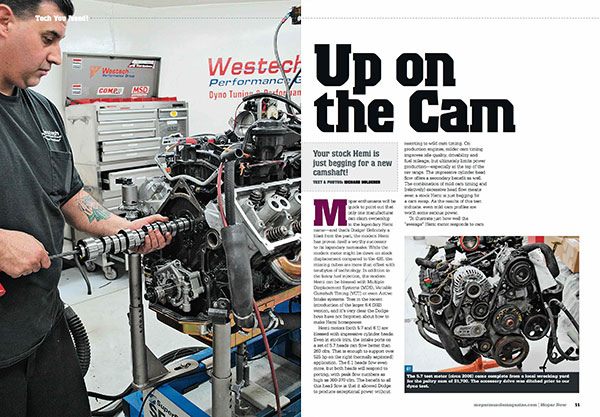 Tech You Need!
Westech
Performance Group
COMP
MSD
Westech
Performance G
Dyno Tuning & Performance
Up on
the Cam
Your stock Hemi is
just begging for a new
camshaft!
TEXT & PHOTOS: RICHARD HOLDENER
Mopar enthusiasts will be
quick to point out that
only one manufacturer
can claim ownership
to the legendary Hemi
name—and that's Dodge! Definitely a
blast from the past, the modern Hemi
has proven itself a worthy successor
to its legendary namesake. While the
modern motor might be down on stock
displacement compared to the 426, the
missing cubes are more than offset with
newbytes of technology. In addition to
the fancy fuel injection, the modern
Hemi can be blessed with Multiple
Displacement Systems (MDS), Variable
Camshaft Timing (VCT) or even Active
Intake systems. Toss in the recent
introduction of the larger 6.4 (392)
version, and it's very clear the Dodge
boys have not forgotten about how to
make Hemi horsepower.
Hemi motors (both 5.7 and 6.1) are
blessed with impressive cylinder heads.
Even in stock trim, the intake ports on
a set of 5.7 heads can flow better than
260 cfm. That is enough to support over
525 hp on the right (normally aspirated)
application. The 6.1 heads flow even
more, but both heads will respond to
porting, with peak flow numbers as
high as 360-370 cfm. The benefit to all
this head flow is that it allowed Dodge
to produce exceptional power without
resorting to wild cam timing. On
production engines, milder cam timing
improves idle quality, drivability and
fuel mileage, but ultimately limits power
production—especially at the top of the
rev range. The impressive cylinder head
flow offers a secondary benefit as well.
The combination of mild cam timing and
(relatively) excessive head flow means
even a stock Hemi is just begging for
a cam swap. As the results of this test
indicate, even mild cam profiles are
worth some serious power.
To illustrate just how well the
"average" Hemi motor responds to cam
01
The 5.7 test motor (circa 2006) came complete from a local wrecking yard
for the paltry sum of $1,700. The accessory drive was ditched prior to our
dyno test.
moparmusclemagazine.com | Mopar Now
11